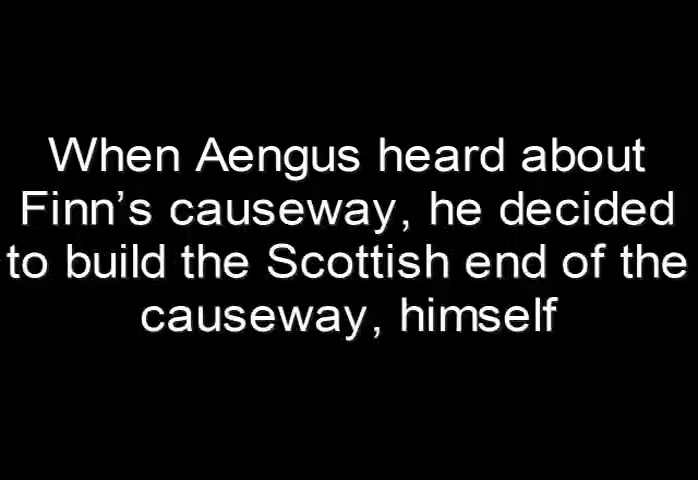 When Aengus heard about
Finn’s causeway, he decided
to build the Scottish end of the
causeway, himself